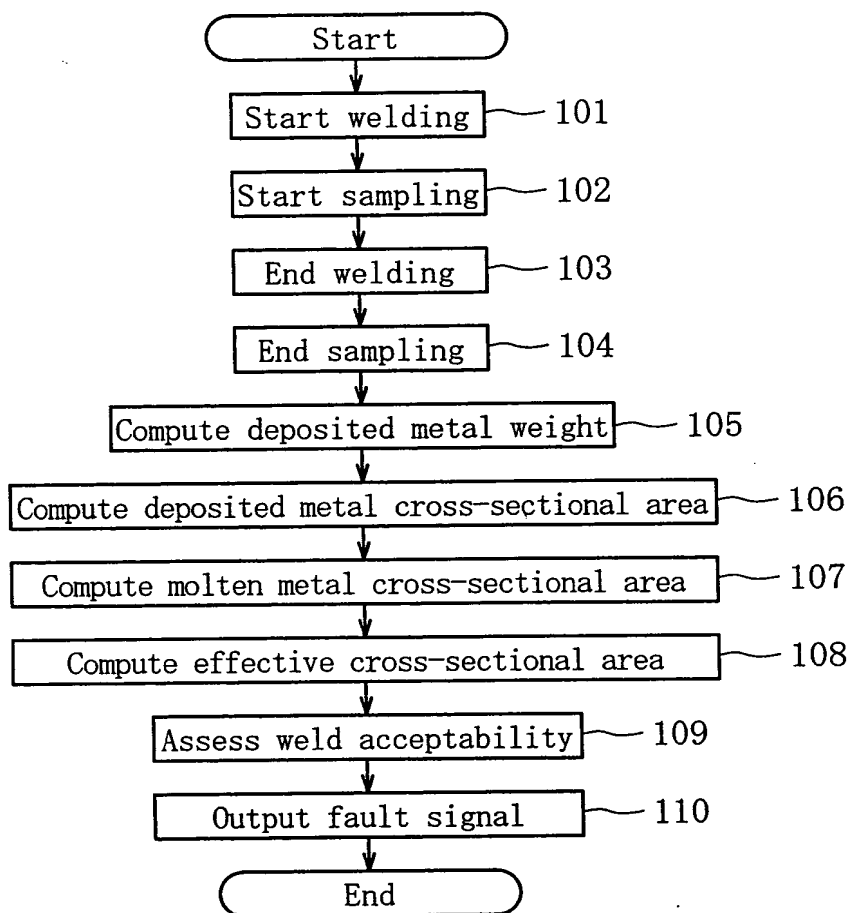 Start
Start welding 101
Start sampling 102
End welding 103
End sampling 104
Compute deposited metal weight 105
Compute deposited metal cross-sectional area 106
Compute molten metal cross-sectional area 107
Compute effective cross-sectional area 108
Assess weld acceptability 109
Output fault signal 110
End